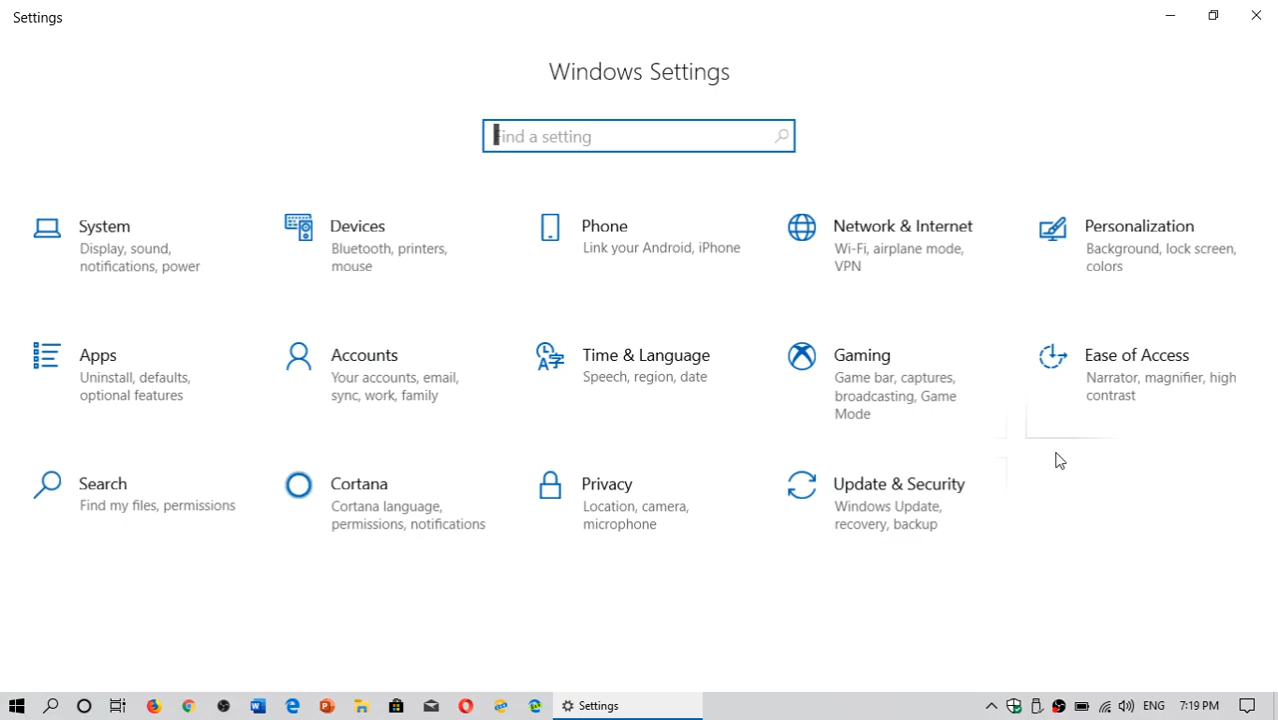 Settings
Windows Settings
ind a setting
System
Display, sound,
notifications, power
Devices
Bluetooth, printers,
mouse
Phone
Link your Android, iPhone
Network & Internet
Wi-Fi, airplane mode,
VPN
Personalization
Background, lock screen,
colors
Apps
Uninstall, defaults,
optional features
Accounts
Your accounts, email,
sync, work, family
Time & Language
Speech, region, date
Gaming
Game bar, captures,
broadcasting, Game
Mode
Ease of Access
Narrator, magnifier, high
contrast
Search
Find my files, permissions
Cortana
Cortana language,
permissions, notifications
Privacy
Location, camera,
microphone
Update & Security
Windows Update,
recovery, backup
Settings
ENG
7:19 PM